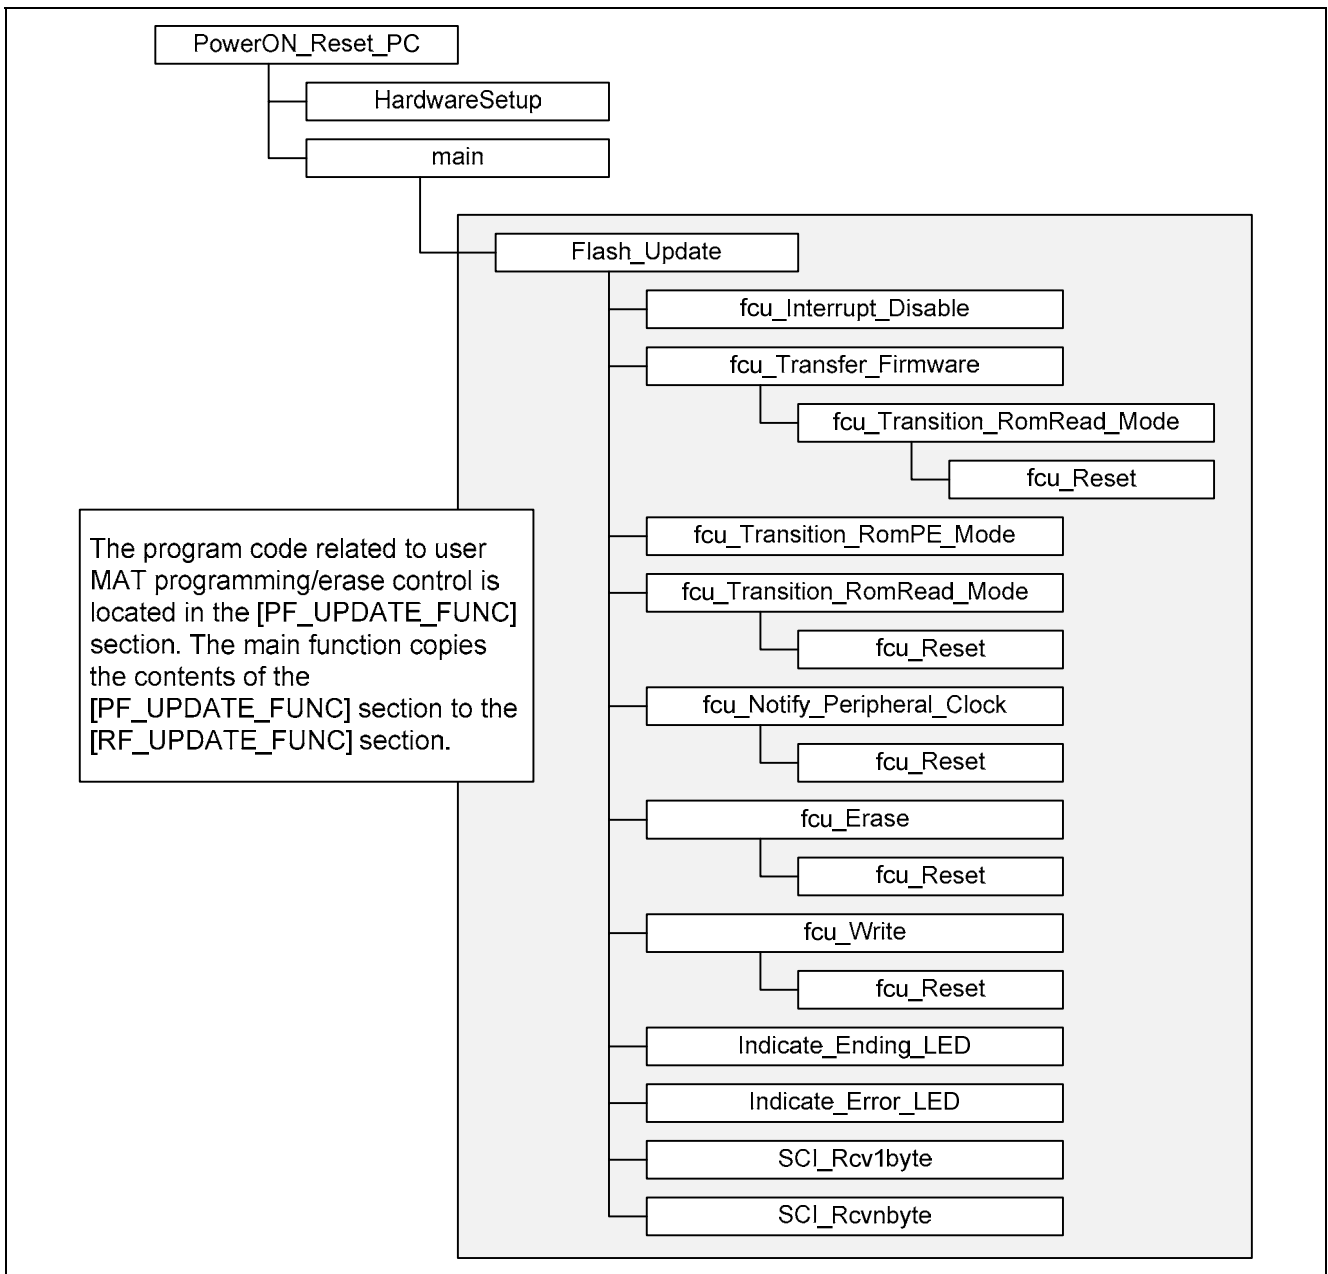 PowerON_Reset_PC
HardwareSetup
main
Flash_Update
fcu_Interrupt_Disable
fcu_Transfer_Firmware
fcu_Transition_RomRead_Mode
fcu_Reset
The program code related to user
MAT programming/erase control is
located in the [PF_UPDATE_FUNC]
section. The main function copies
the contents of the
[PF_UPDATE_FUNC] section to the
[RF_UPDATE_FUNC] section.
fcu_Transition_RomPE_Mode
fcu_Transition_RomRead_Mode
fcu_Reset
fcu_Notify_Peripheral_Clock
fcu_Reset
fcu_Erase
fcu_Reset
fcu_Write
fcu_Reset
Indicate_Ending_LED
Indicate_Error_LED
SCI_Rcv1byte
SCI_Rcvnbyte